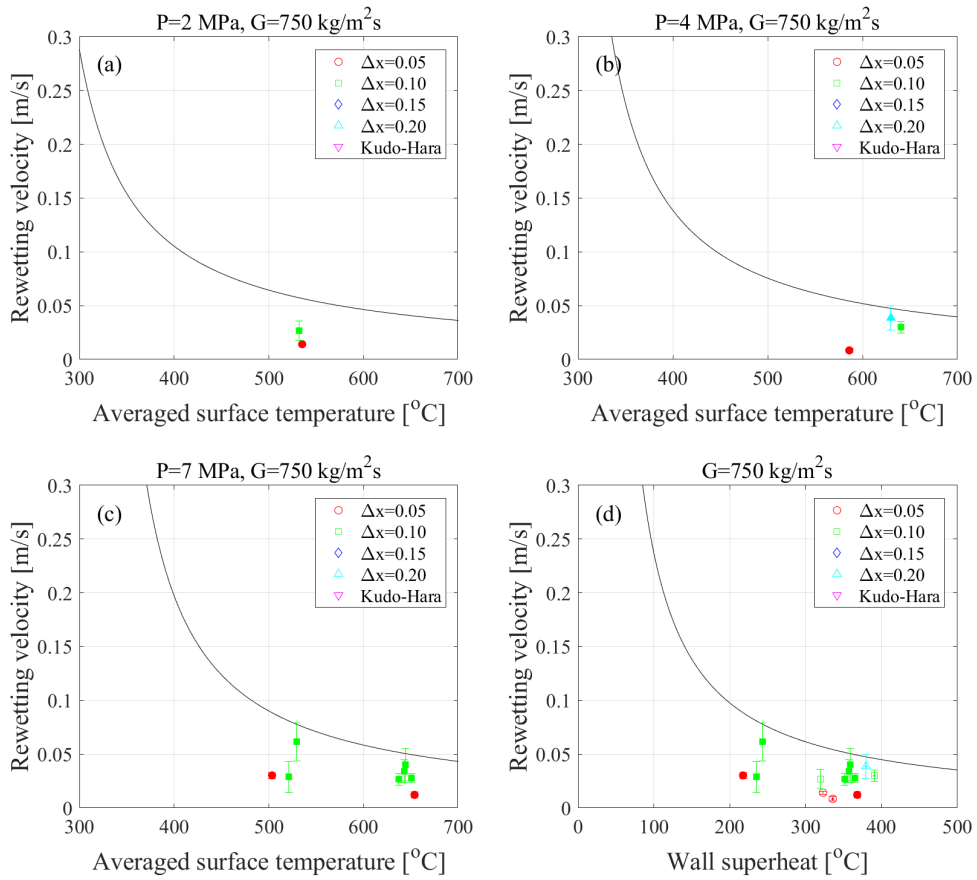 P=2 MPa, G=750 kg/m²s
(a)
Δx=0.05
Δx=0.10
Δx=0.15
Δx=0.20
Kudo-Hara
Rewetting velocity [m/s]
0.3
0.25
0.2
0.15
0.1
0.05
0
300 400 500 600 700
Averaged surface temperature [°C]
P=4 MPa, G=750 kg/m²s
(b)
Δx=0.05
Δx=0.10
Δx=0.15
Δx=0.20
Kudo-Hara
Rewetting velocity [m/s]
0.3
0.25
0.2
0.15
0.1
0.05
0
300 400 500 600 700
Averaged surface temperature [°C]
P=7 MPa, G=750 kg/m²s
(c)
Δx=0.05
Δx=0.10
Δx=0.15
Δx=0.20
Kudo-Hara
Rewetting velocity [m/s]
0.3
0.25
0.2
0.15
0.1
0.05
0
300 400 500 600 700
Averaged surface temperature [°C]
G=750 kg/m²s
(d)
Δx=0.05
Δx=0.10
Δx=0.15
Δx=0.20
Kudo-Hara
Rewetting velocity [m/s]
0.3
0.25
0.2
0.15
0.1
0.05
0
0 100 200 300 400 500
Wall superheat [°C]